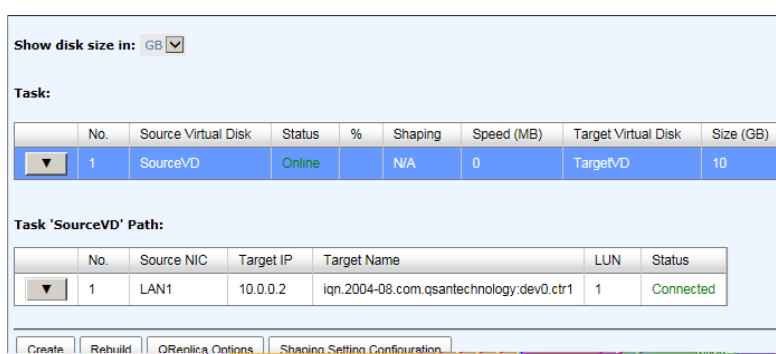 Show disk size in: GB
Task:
No. Source Virtual Disk Status % Shaping Speed (MB) Target Virtual Disk Size (GB)
1 SourceVD Online N/A 0 TargetVD 10
Task 'SourceVD' Path:
No. Source NIC Target IP Target Name LUN Status
1 LAN1 10.0.0.2 iqn.2004-08.com.qsantechnology:dev0.ctr1 1 Connected
Create Rebuild QReplica Options Shaping Setting Configuration